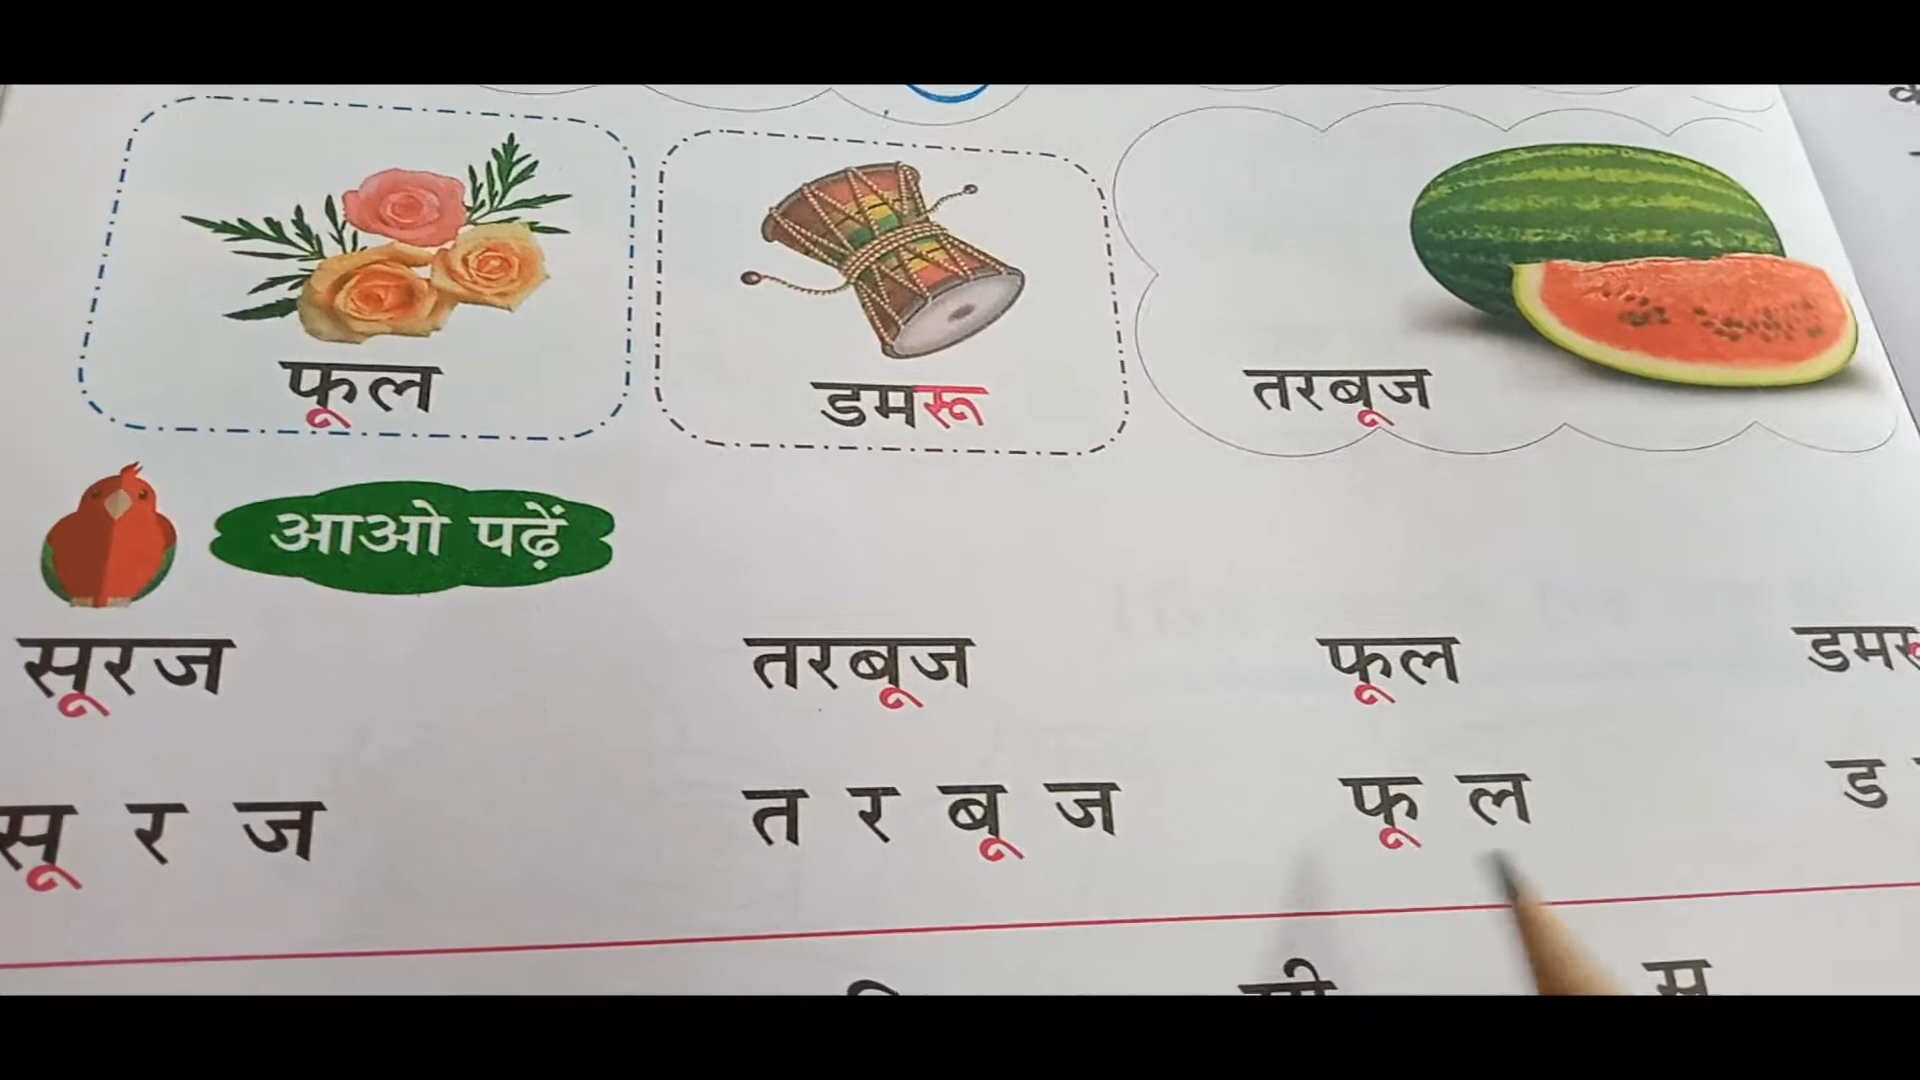 फूल डमरू तरबूज
आओ पढ़ें
सूरज तरबूज फूल
सू र ज त र बू ज फू ल ड